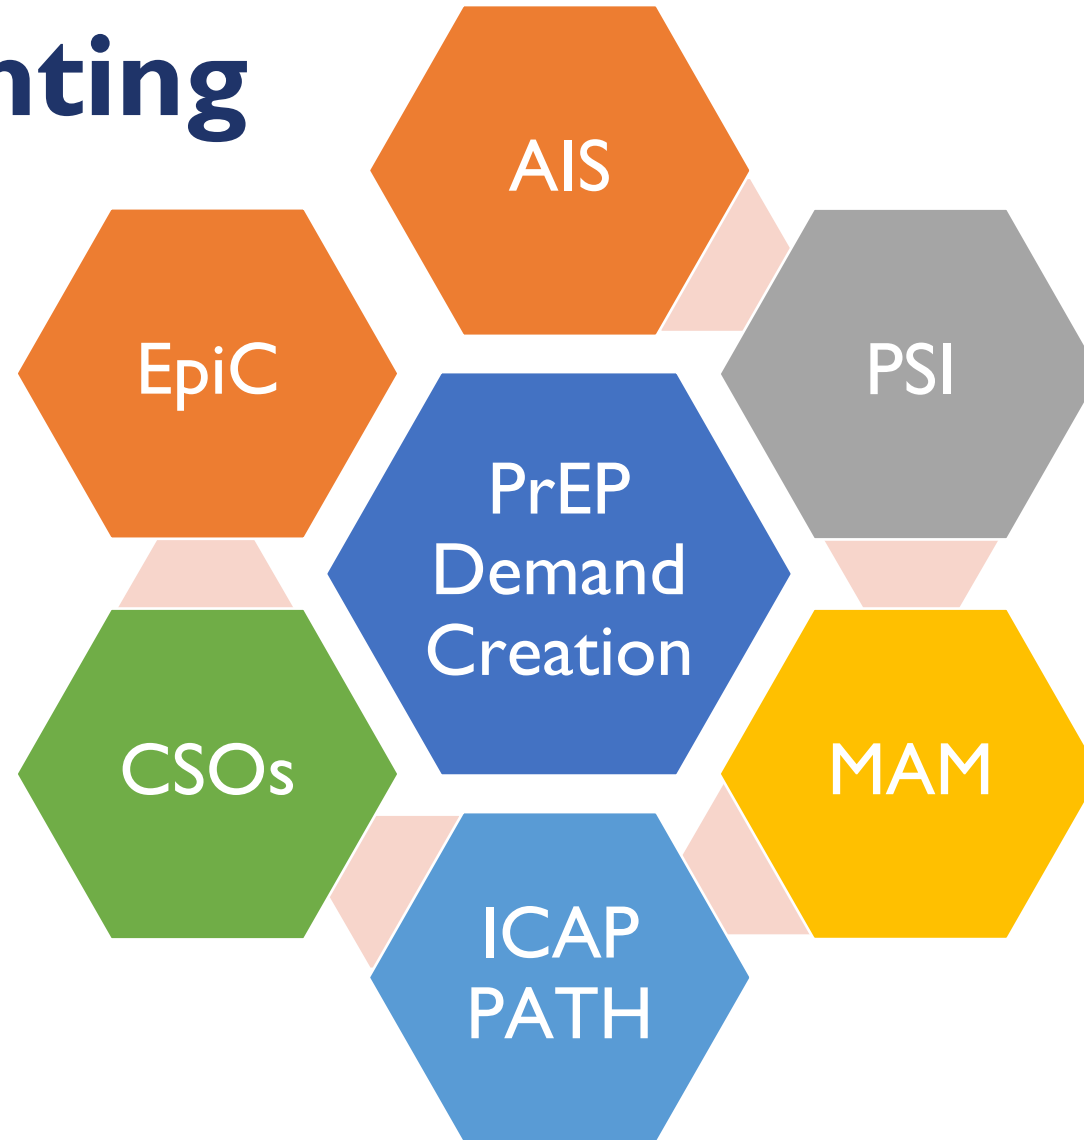 nting
AIS
EpiC
PSI
PrEP
Demand
Creation
CSOs
MAM
ICAP
PATH